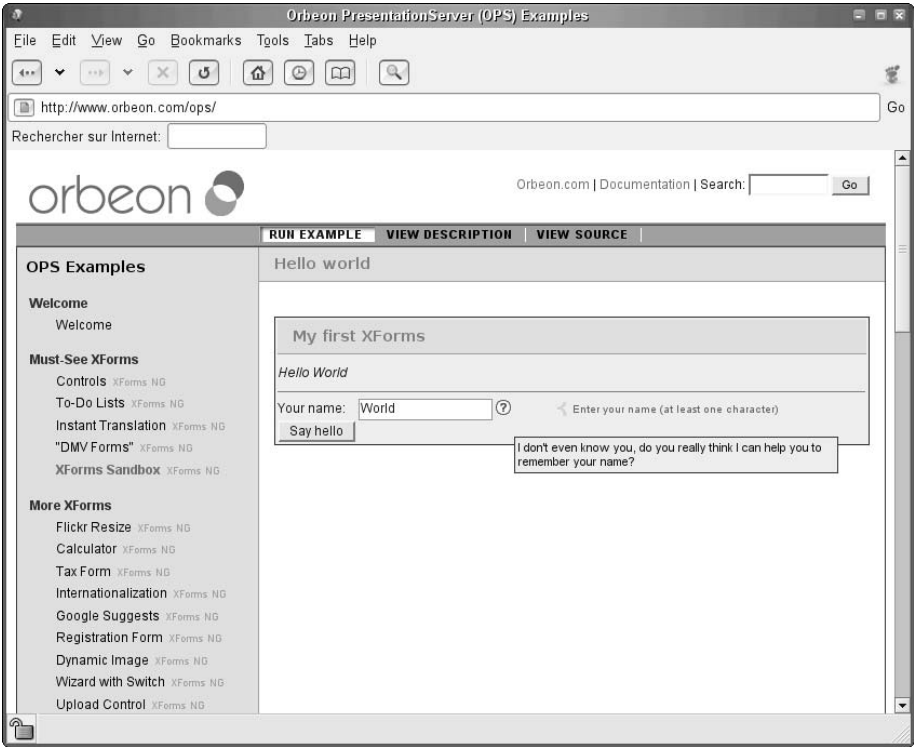 Orbeon PresentationServer (OPS) Examples
File Edit View Go Bookmarks Tools Tabs Help
http://www.orbeon.com/ops/
Go
Rechercher sur Internet:
orbeon
Orbeon.com | Documentation | Search: Go
RUN EXAMPLE VIEW DESCRIPTION VIEW SOURCE
OPS Examples
Welcome
Welcome
Must-See XForms
Controls XForms NG
To-Do Lists XForms NG
Instant Translation XForms NG
"DMV Forms" XForms NG
XForms Sandbox XForms NG
More XForms
Flickr Resize XForms NG
Calculator XForms NG
Tax Form XForms NG
Internationalization XForms NG
Google Suggests XForms NG
Registration Form XForms NG
Dynamic Image XForms NG
Wizard with Switch XForms NG
Upload Control XForms NG
Hello world
My first XForms
Hello World
Your name: World ? Enter your name (at least one character)
Say hello
I don't even know you, do you really think I can help you to
remember your name?